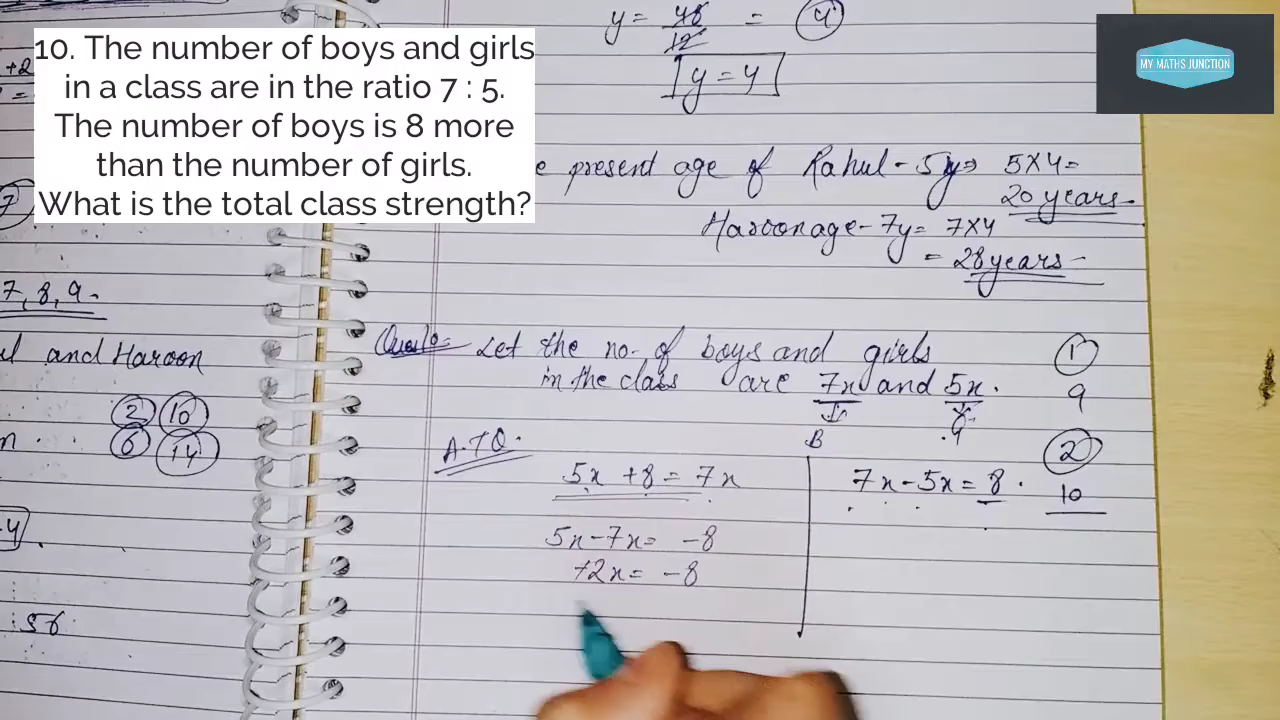 10. The number of boys and girls
in a class are in the ratio 7 : 5.
The number of boys is 8 more
than the number of girls.
What is the total class strength?
MY MATHS JUNCTION
y = 48/12 = 4
y = 4
e present age of Rahul - 5y ⇒ 5×4=
20 years.
Haroon age - 7y = 7×4
= 28 years
+2
7
7, 8, 9.
and Haroon
2 10
6 14
56
Ques10 = Let the no. of boys and girls
in the class are 7x and 5x.
1
9
B
2
10
A.T.Q.
5x + 8 = 7x
5x - 7x = -8
+2x = -8
7x - 5x = 8.